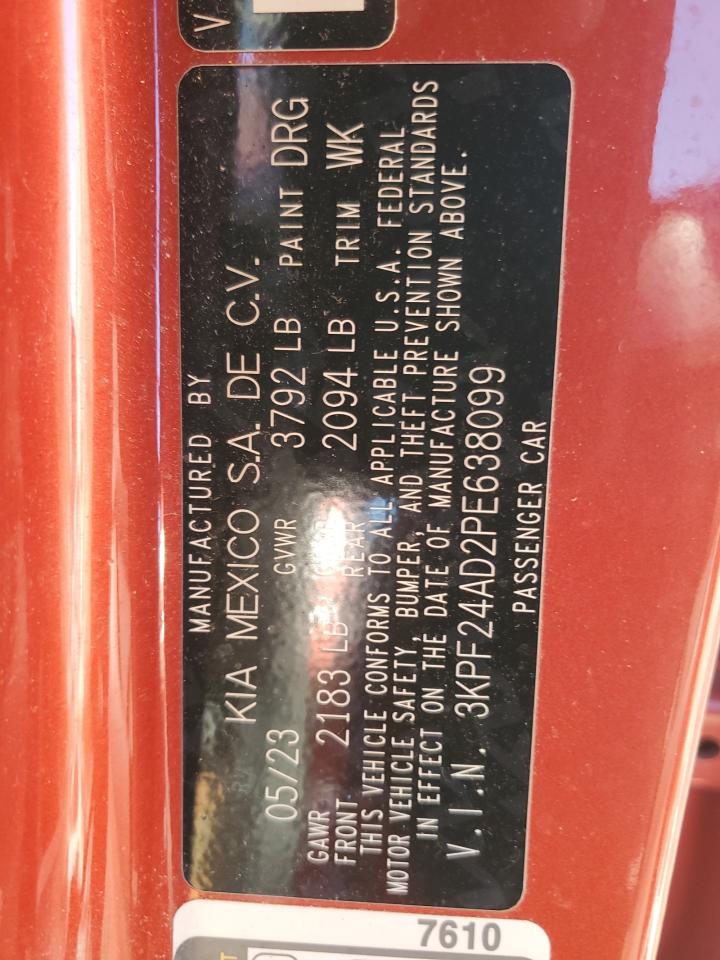 V
MANUFACTURED BY
KIA MEXICO S.A. DE C.V.
05/23 GVWR 3792 LB PAINT DRG
GAWR FRONT 2183 LB GAWR REAR 2094 LB TRIM WK
THIS VEHICLE CONFORMS TO ALL APPLICABLE U.S.A. FEDERAL
MOTOR VEHICLE SAFETY, BUMPER, AND THEFT PREVENTION STANDARDS
IN EFFECT ON THE DATE OF MANUFACTURE SHOWN ABOVE.
V.I.N. 3KPF24AD2PE638099
PASSENGER CAR
7610